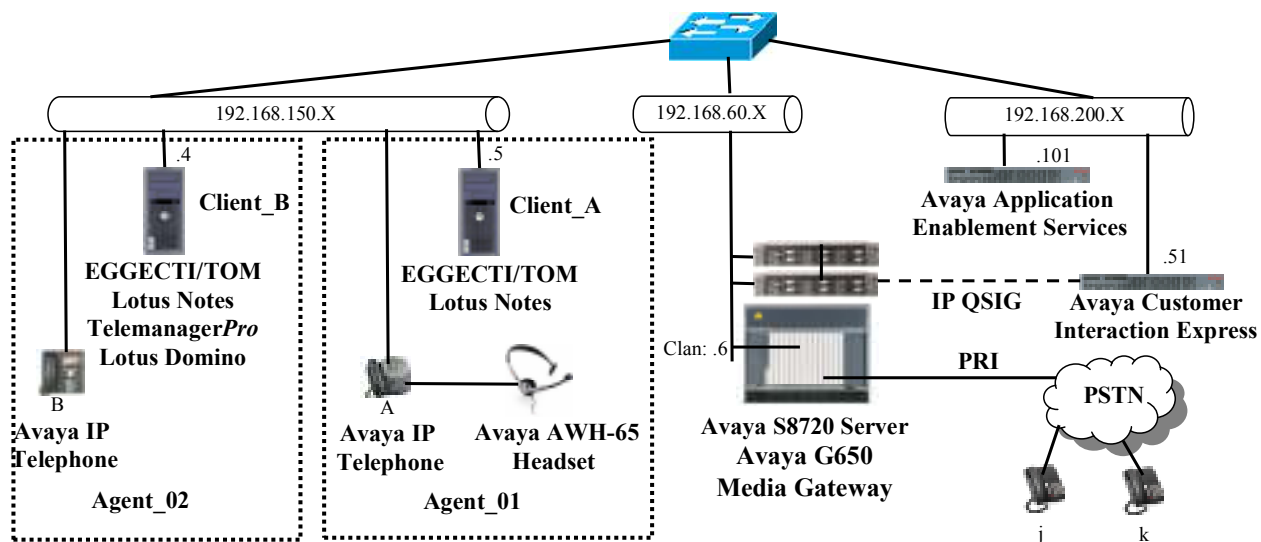 192.168.150.X
192.168.60.X
192.168.200.X
.4
.5
.101
Client_B
Client_A
Avaya Application
Enablement Services
EGGECTI/TOM
Lotus Notes
Telemanager Pro
Lotus Domino
EGGECTI/TOM
Lotus Notes
.51
IP QSIG
Avaya Customer
Interaction Express
Clan: .6
PRI
PSTN
B
Avaya IP
Telephone
A
Avaya IP
Telephone
Avaya AWH-65
Headset
Avaya S8720 Server
Avaya G650
Media Gateway
Agent_02
Agent_01
j
k